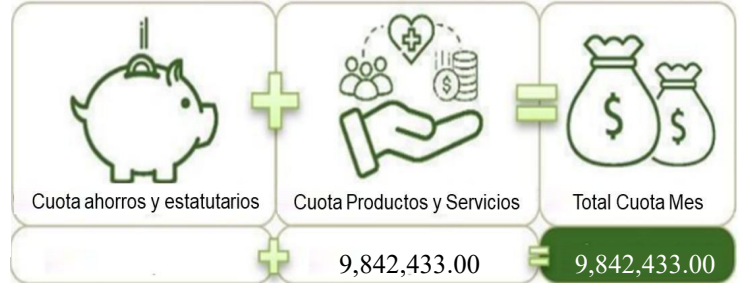 Cuota ahorros y estatutarios
Cuota Productos y Servicios
Total Cuota Mes
9,842,433.00
9,842,433.00